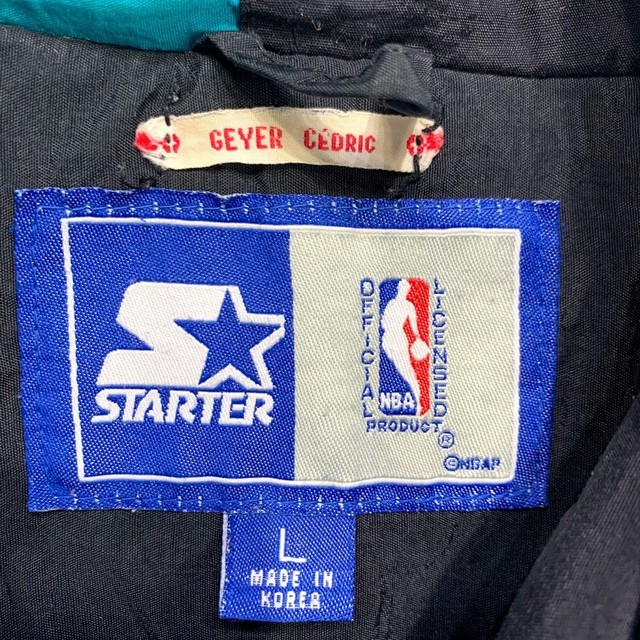 GEYER CÉDRIC
STARTER
OFFICIAL
LICENSED
NBA
PRODUCT®
©NBAP
L
MADE IN
KOREA